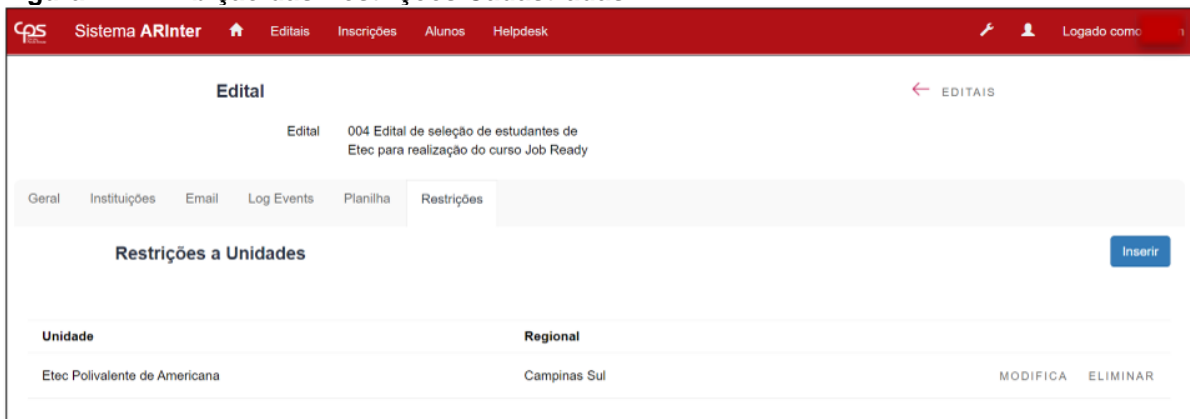 CPS Sistema ARInter Editais Inscrições Alunos Helpdesk Logado como
Edital
EDITAIS
Edital 004 Edital de seleção de estudantes de
Etec para realização do curso Job Ready
Geral Instituições Email Log Events Planilha Restrições
Restrições a Unidades
Inserir
Unidade Regional
Etec Polivalente de Americana Campinas Sul MODIFICA ELIMINAR